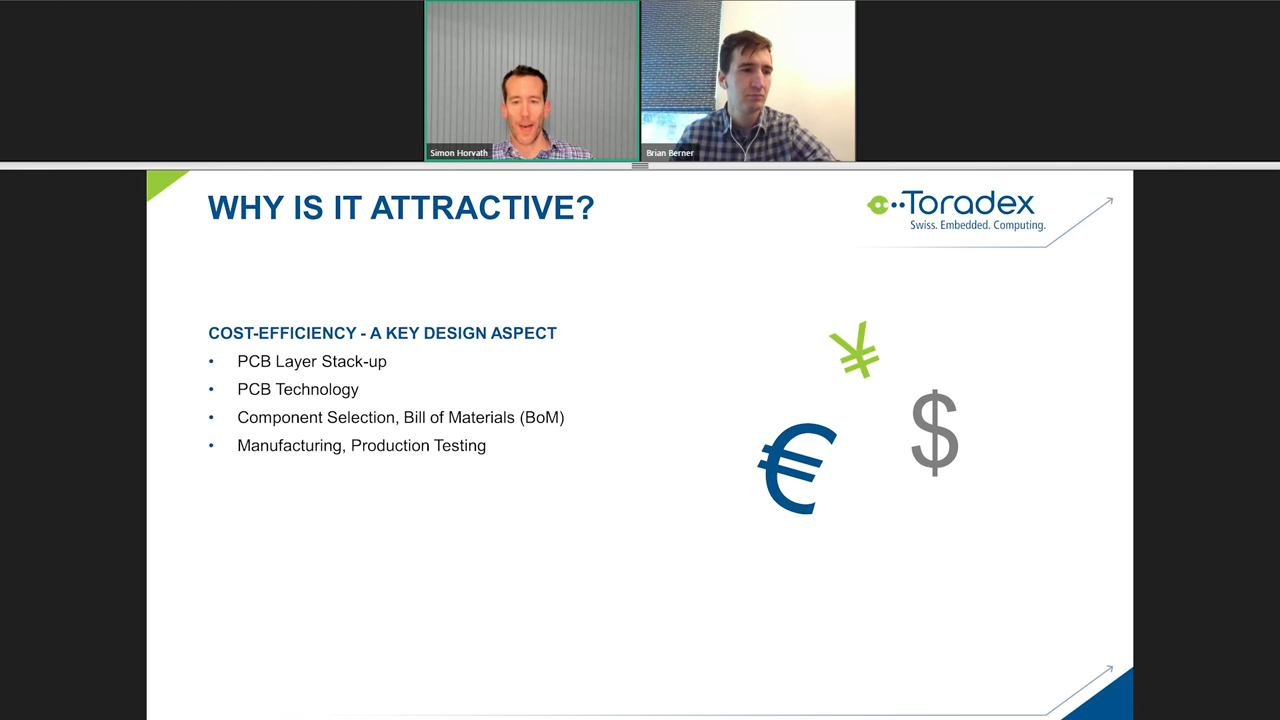 Simon Horvath
Brian Berner
WHY IS IT ATTRACTIVE?
Toradex
Swiss. Embedded. Computing.
COST-EFFICIENCY - A KEY DESIGN ASPECT
• PCB Layer Stack-up
• PCB Technology
• Component Selection, Bill of Materials (BoM)
• Manufacturing, Production Testing
¥
$
€